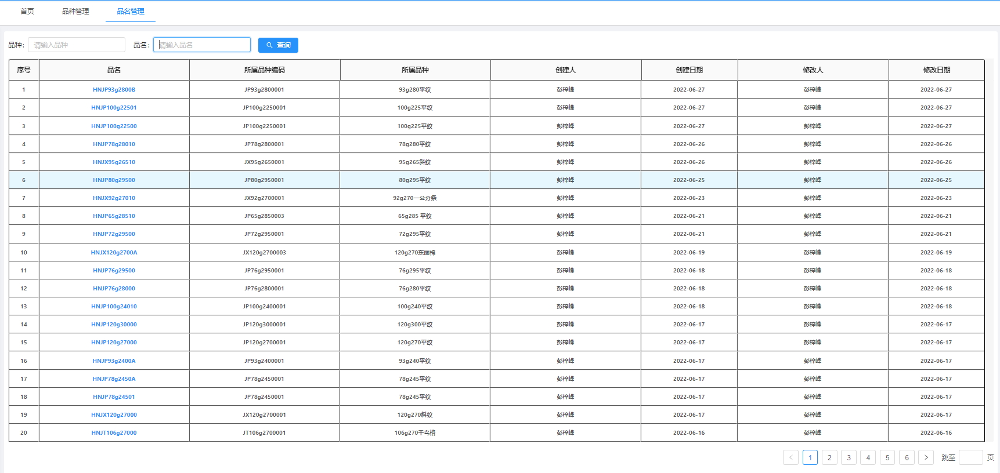 首页 品种管理 品名管理
品种: 请输入品种 品名: 请输入品名 查询
序号 品名 所属品种编码 所属品种 创建人 创建日期 修改人 修改日期
1 HNJP93g2800B JP93g2800001 93g280平纹 彭梓峰 2022-06-27 彭梓峰 2022-06-27
2 HNJP100g22501 JP100g2250001 100g225平纹 彭梓峰 2022-06-27 彭梓峰 2022-06-27
3 HNJP100g22500 JP100g2250001 100g225平纹 彭梓峰 2022-06-27 彭梓峰 2022-06-27
4 HNJP78g28010 JP78g2800001 78g280平纹 彭梓峰 2022-06-26 彭梓峰 2022-06-26
5 HNJX95g26510 JX95g2650001 95g265斜纹 彭梓峰 2022-06-26 彭梓峰 2022-06-26
6 HNJP80g29500 JP80g2950001 80g295平纹 彭梓峰 2022-06-25 彭梓峰 2022-06-25
7 HNJX92g27010 JX92g2700001 92g270一公分条 彭梓峰 2022-06-23 彭梓峰 2022-06-23
8 HNJP65g28510 JP65g2850003 65g285 平纹 彭梓峰 2022-06-21 彭梓峰 2022-06-21
9 HNJP72g29500 JP72g2950001 72g295平纹 彭梓峰 2022-06-21 彭梓峰 2022-06-21
10 HNJX120g2700A JX120g2700003 120g270东丽棉 彭梓峰 2022-06-19 彭梓峰 2022-06-19
11 HNJP76g29500 JP76g2950001 76g295平纹 彭梓峰 2022-06-18 彭梓峰 2022-06-18
12 HNJP76g28000 JP76g2800001 76g280平纹 彭梓峰 2022-06-18 彭梓峰 2022-06-18
13 HNJP100g24010 JP100g2400001 100g240平纹 彭梓峰 2022-06-18 彭梓峰 2022-06-18
14 HNJP120g30000 JP120g3000001 120g300平纹 彭梓峰 2022-06-17 彭梓峰 2022-06-17
15 HNJP120g27000 JP120g2700001 120g270平纹 彭梓峰 2022-06-17 彭梓峰 2022-06-17
16 HNJP93g2400A JP93g2400001 93g240平纹 彭梓峰 2022-06-17 彭梓峰 2022-06-17
17 HNJP78g2450A JP78g2450001 78g245平纹 彭梓峰 2022-06-17 彭梓峰 2022-06-17
18 HNJP78g24501 JP78g2450001 78g245平纹 彭梓峰 2022-06-17 彭梓峰 2022-06-17
19 HNJX120g27000 JX120g2700001 120g270斜纹 彭梓峰 2022-06-17 彭梓峰 2022-06-17
20 HNJT106g27000 JT106g2700001 106g270千鸟格 彭梓峰 2022-06-16 彭梓峰 2022-06-16
< 1 2 3 4 5 6 > 跳至 页